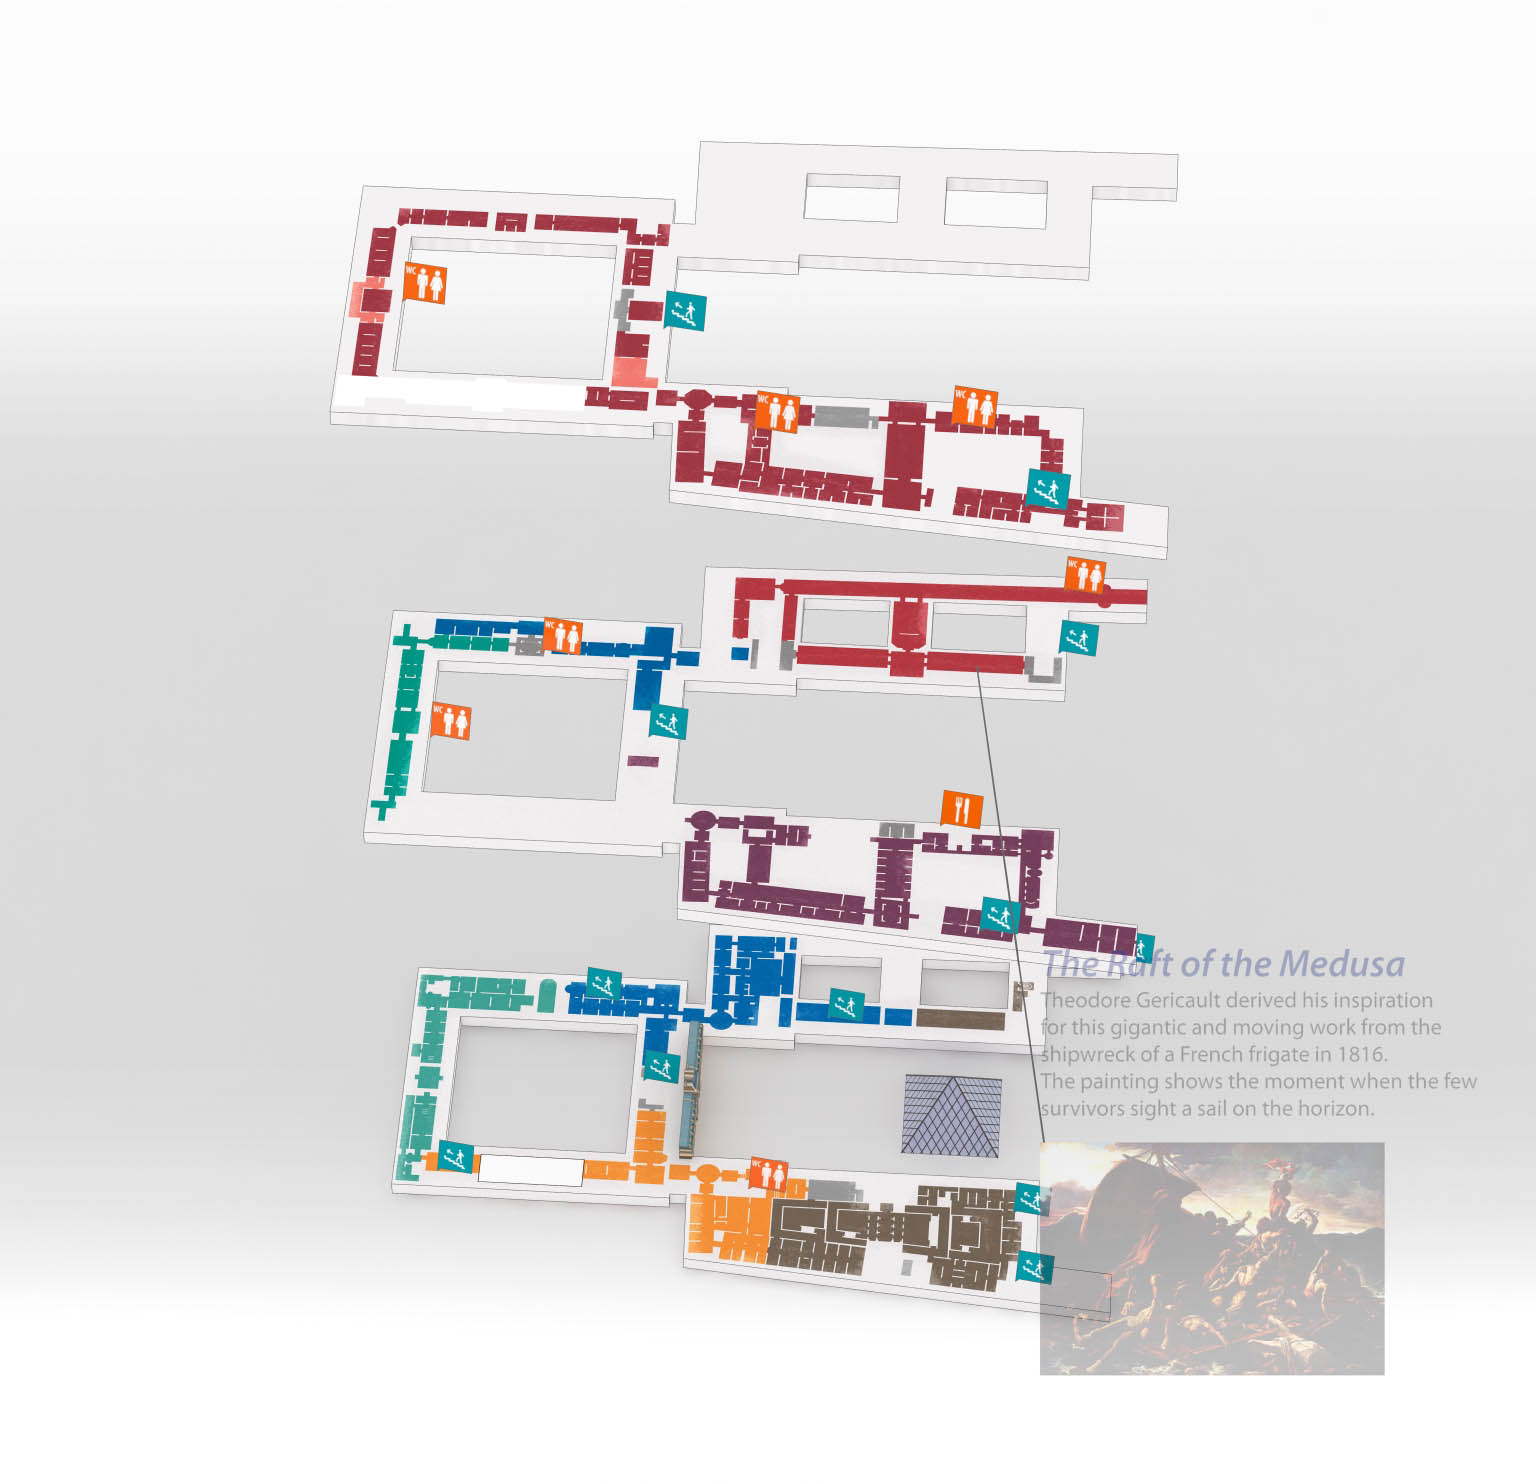 WC
WC
WC
WC
WC
WC
The Raft of the Medusa
Theodore Gericault derived his inspiration
for this gigantic and moving work from the
shipwreck of a French frigate in 1816.
The painting shows the moment when the few
survivors sight a sail on the horizon.
WC